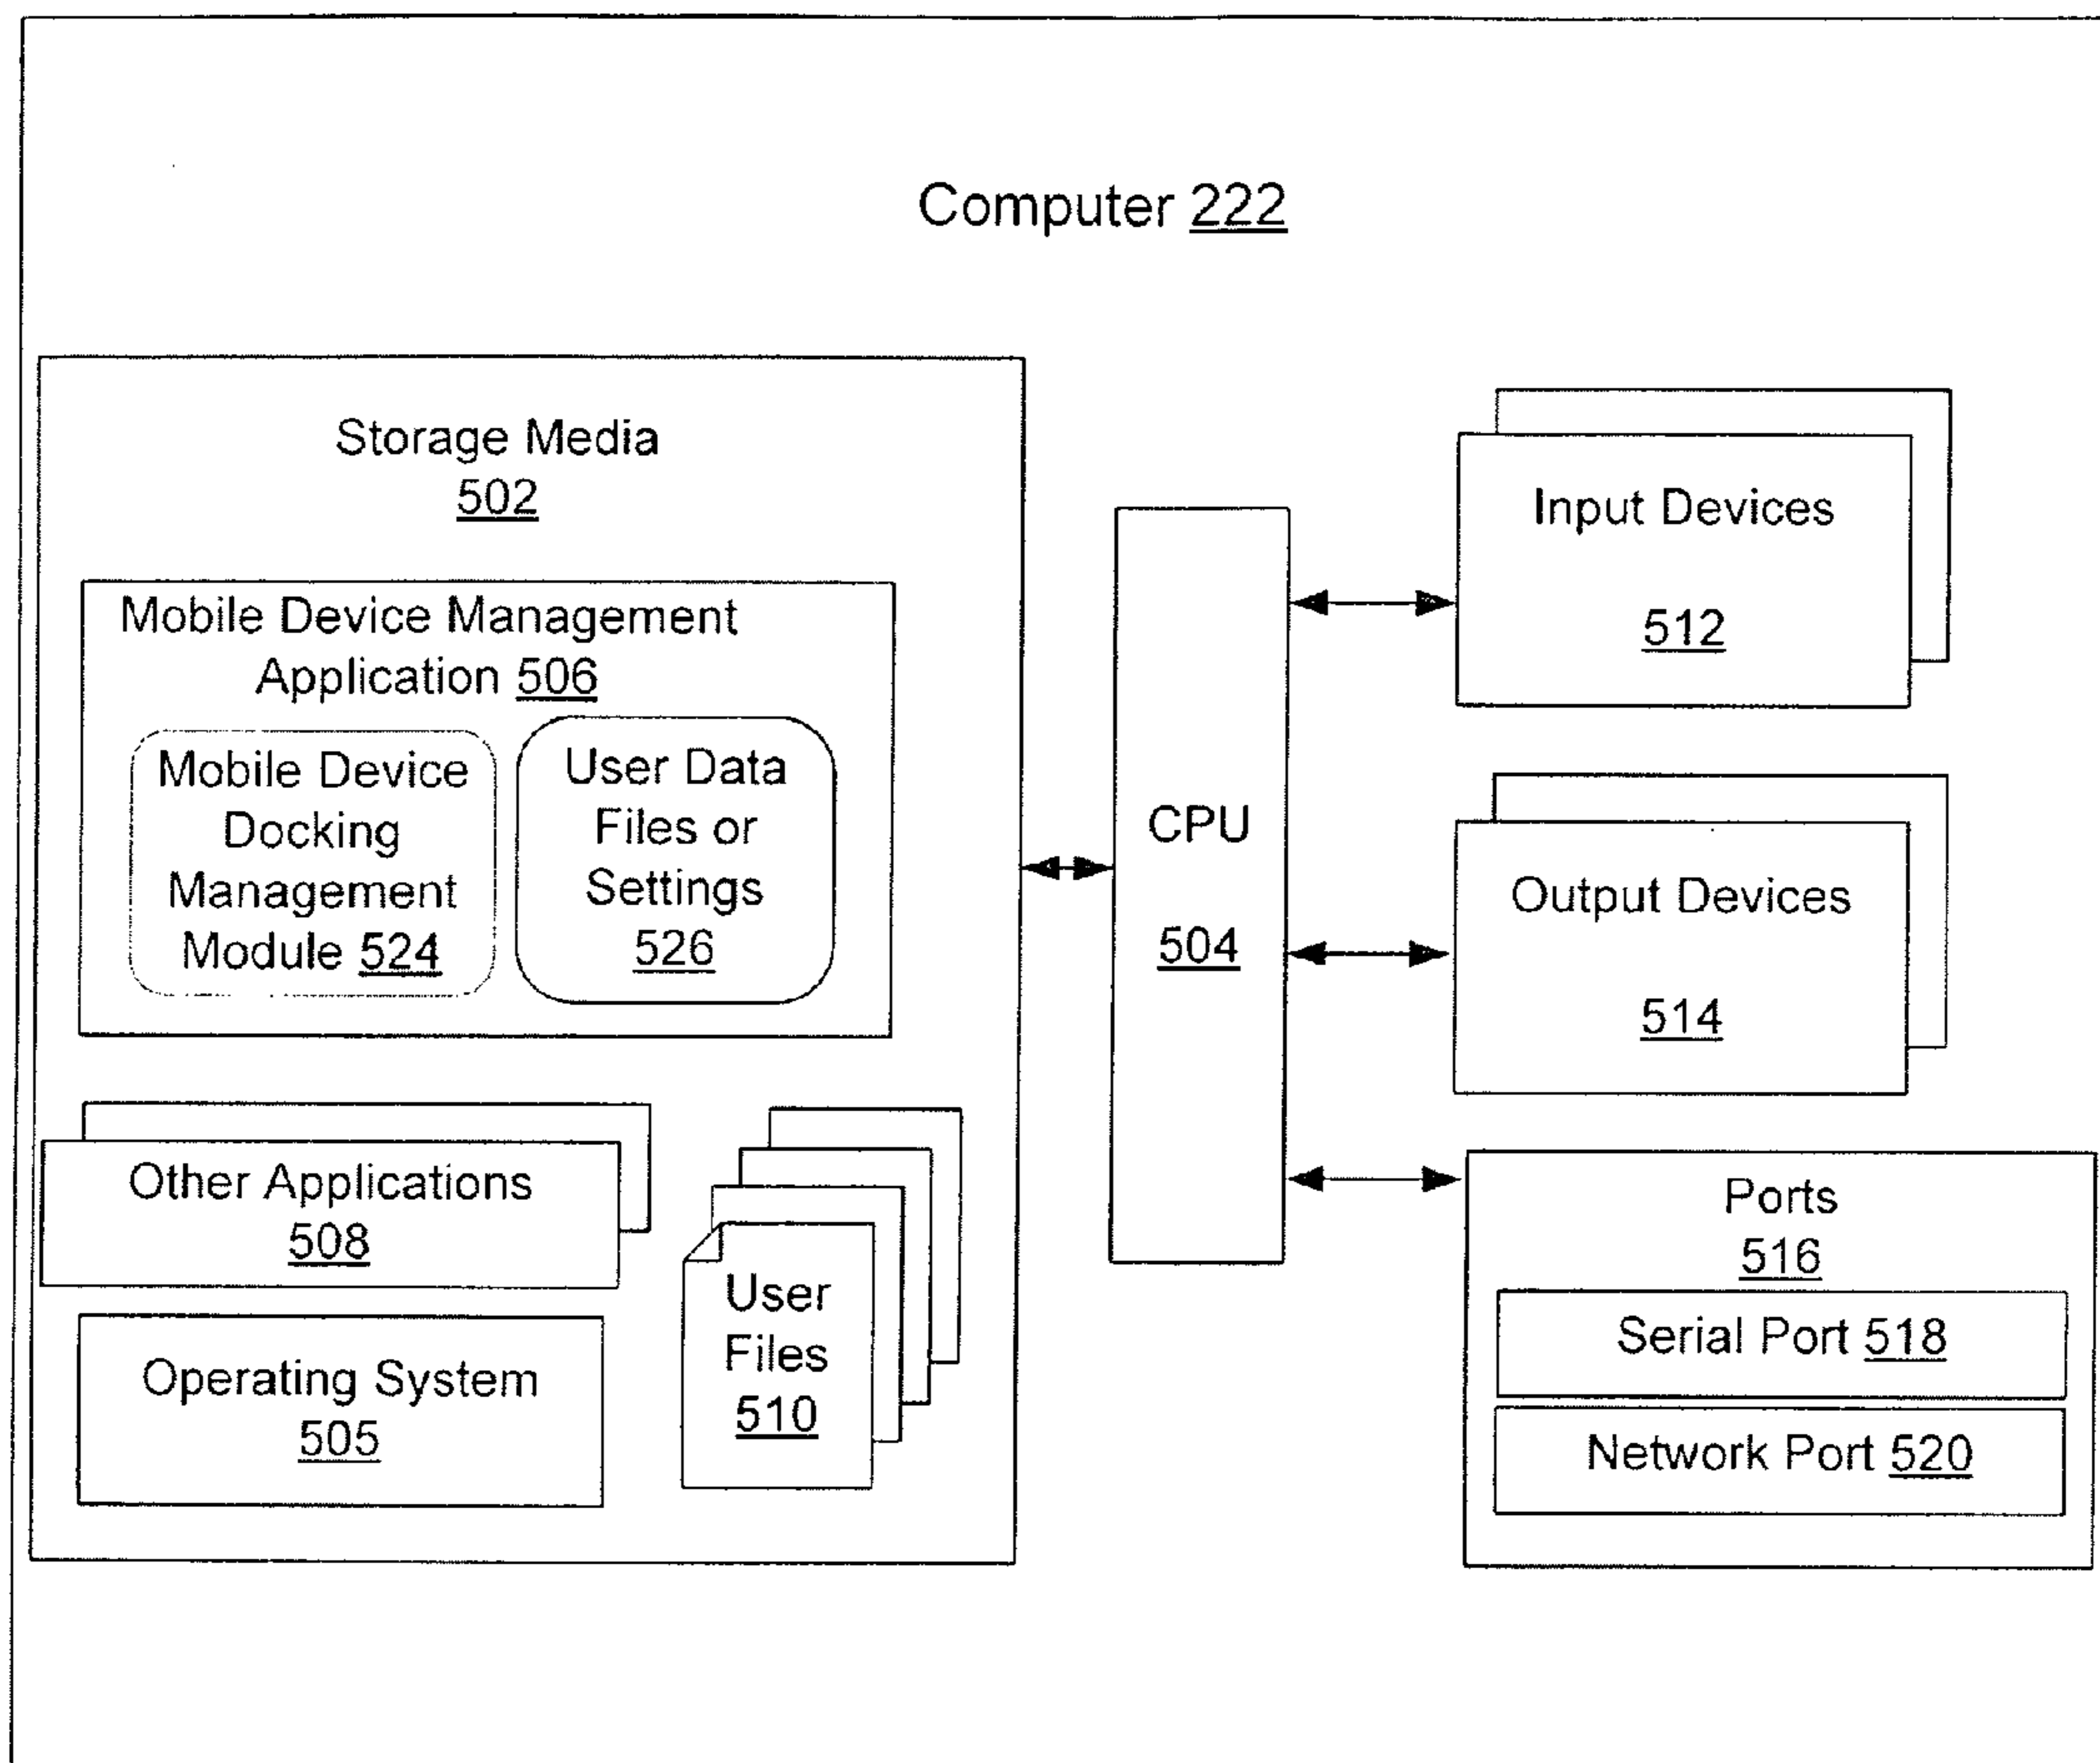 Computer 222
Storage Media
502
Mobile Device Management
Application 506
Mobile Device
Docking
Management
Module 524
User Data
Files or
Settings
526
Other Applications
508
Operating System
505
User
Files
510
CPU
504
Input Devices
512
Output Devices
514
Ports
516
Serial Port 518
Network Port 520